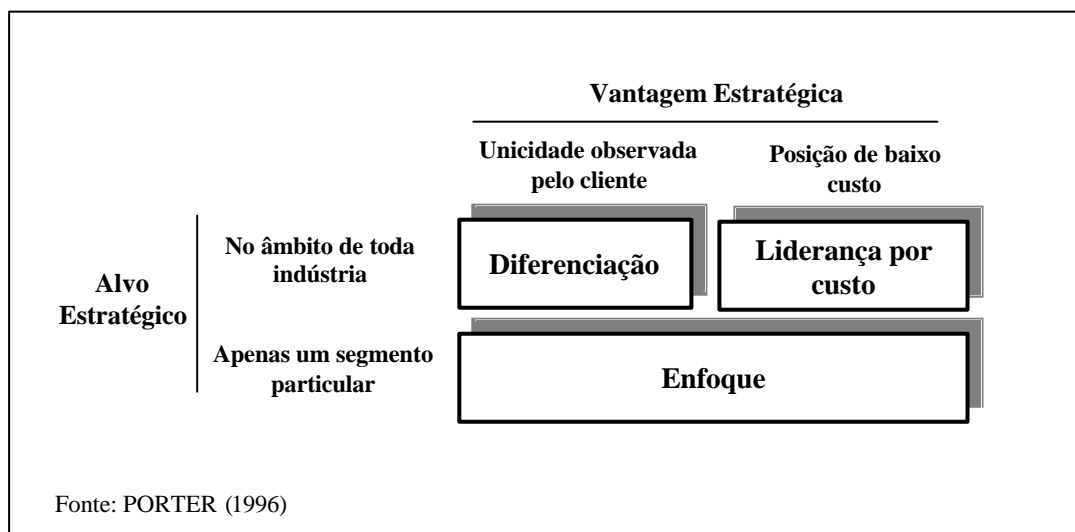 Vantagem Estratégica
Unicidade observada
pelo cliente
Posição de baixo
custo
Alvo
Estratégico
No âmbito de toda
indústria
Diferenciação
Liderança por
custo
Apenas um segmento
particular
Enfoque
Fonte: PORTER (1996)